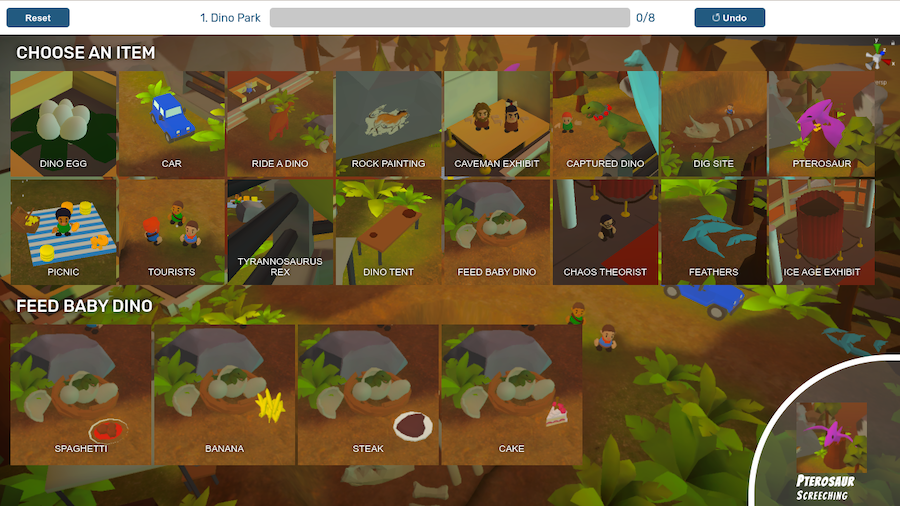 Reset
1. Dino Park
0/8
Undo
CHOOSE AN ITEM
DINO EGG
CAR
RIDE A DINO
ROCK PAINTING
CAVEMAN EXHIBIT
CAPTURED DINO
DIG SITE
PTEROSAUR
PICNIC
TOURISTS
TYRANNOSAURUS
REX
DINO TENT
FEED BABY DINO
CHAOS THEORIST
FEATHERS
ICE AGE EXHIBIT
FEED BABY DINO
SPAGHETTI
BANANA
STEAK
CAKE
PTEROSAUR
SCREECHING